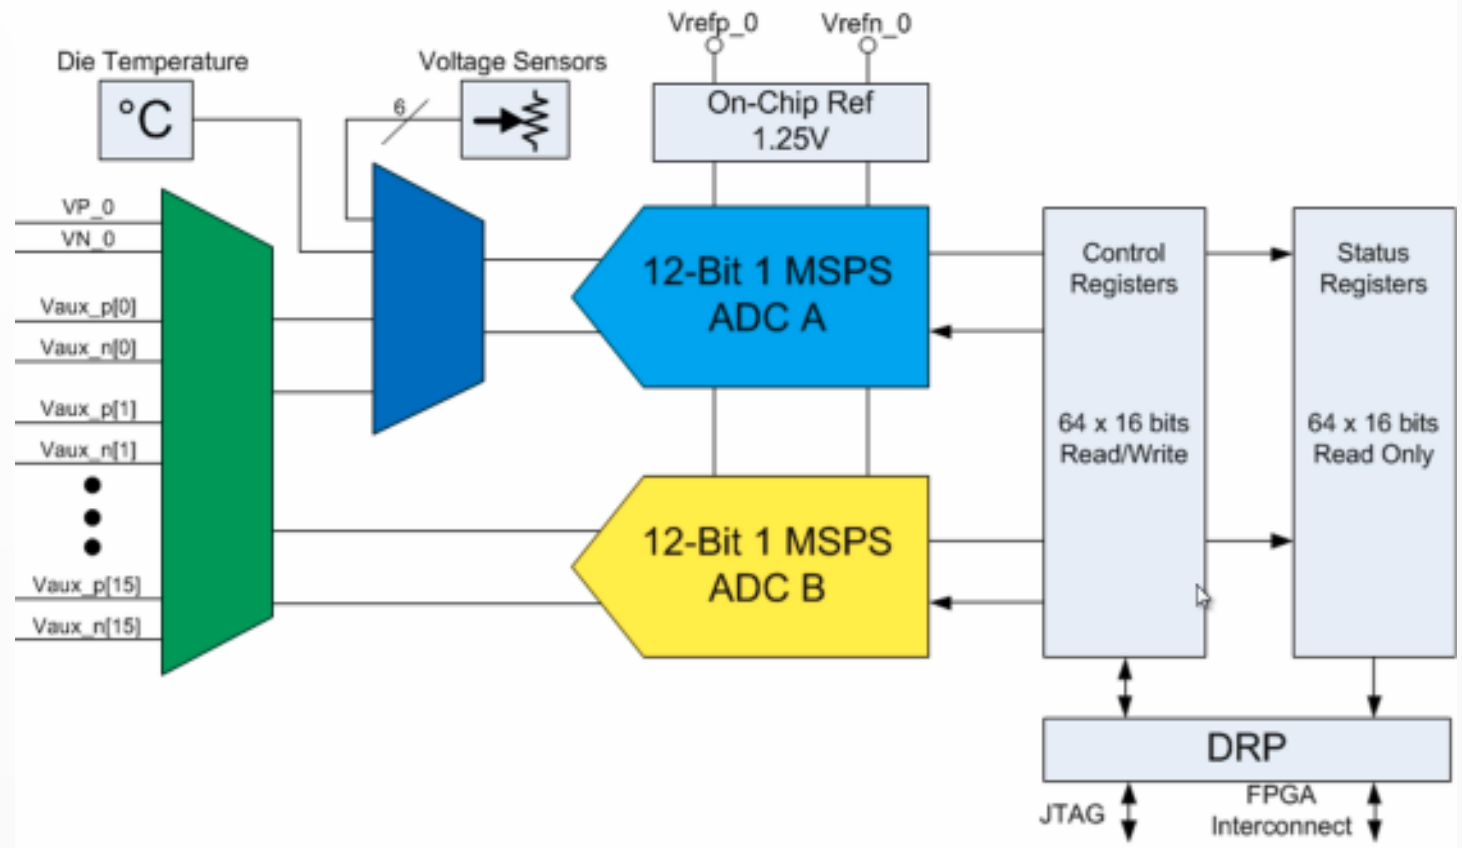 Vrefp_0
Vrefn_0
Die Temperature
Voltage Sensors
°C
6
On-Chip Ref
1.25V
VP_0
VN_0
Vaux_p[0]
Vaux_n[0]
Vaux_p[1]
Vaux_n[1]
Vaux_p[15]
Vaux_n[15]
12-Bit 1 MSPS
ADC A
12-Bit 1 MSPS
ADC B
Control
Registers
64 x 16 bits
Read/Write
Status
Registers
64 x 16 bits
Read Only
DRP
JTAG
FPGA
Interconnect